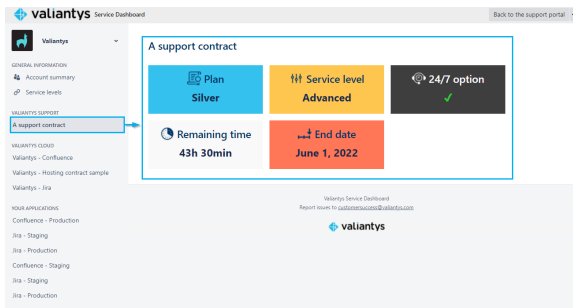 valiantys Service Dashboard
Back to the support portal
Valiantys
GENERAL INFORMATION
Account summary
Service levels
VALIANTYS SUPPORT
A support contract
VALIANTYS CLOUD
Valiantys - Confluence
Valiantys - Hosting contract sample
Valiantys - Jira
YOUR APPLICATIONS
Confluence - Production
Jira - Staging
Jira - Production
Confluence - Staging
Jira - Staging
Jira - Production
A support contract
Plan
Silver
Service level
Advanced
24/7 option
Remaining time
43h 30min
End date
June 1, 2022
Valiantys Service Dashboard
Report issues to customersuccess@valiantys.com
valiantys